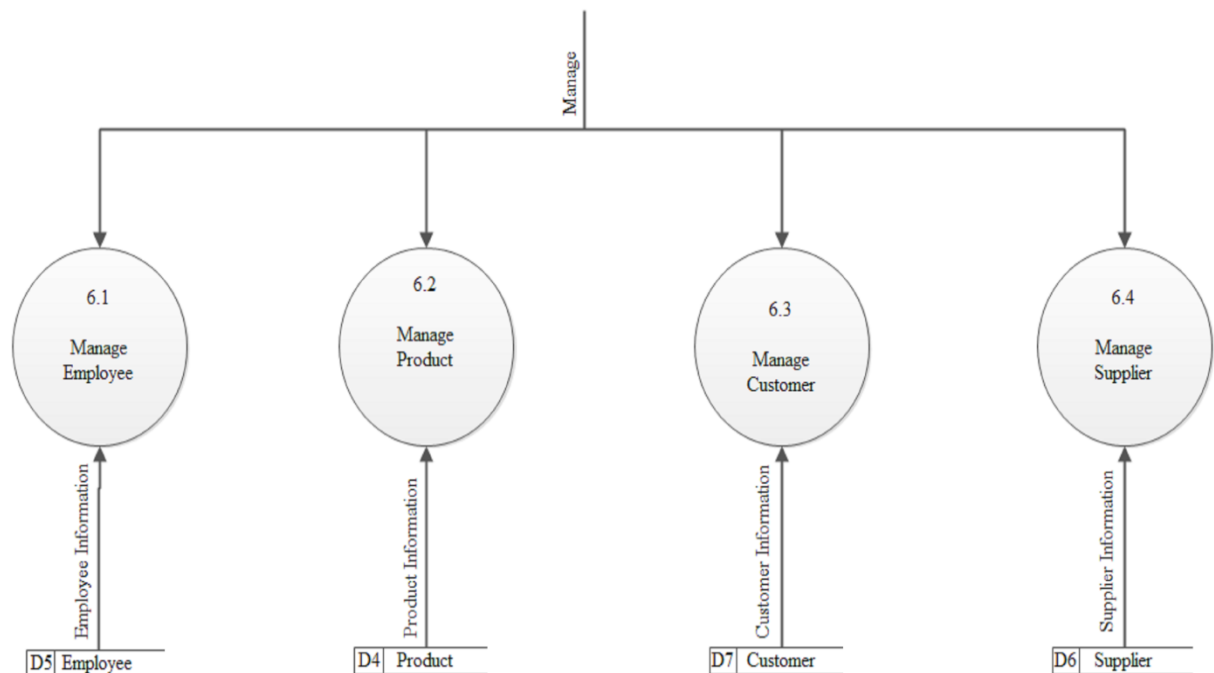 Manage
6.1
Manage
Employee
6.2
Manage
Product
6.3
Manage
Customer
6.4
Manage
Supplier
Employee Information
Product Information
Customer Information
Supplier Information
D5 Employee
D4 Product
D7 Customer
D6 Supplier